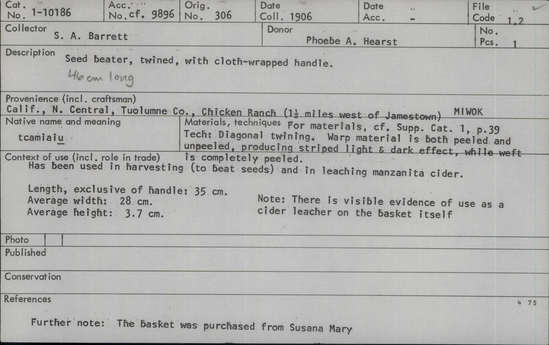 Cat. No. 1-10186 Acc. No. cf. 9896 Orig. No. 306 Date Coll. 1906 Date Acc. - File Code 1,2
Collector S. A. Barrett Donor Phoebe A. Hearst No. Pcs. 1
Description Seed beater, twined, with cloth-wrapped handle.
46 cm long
Provenience (incl. craftsman)
Calif., N. Central, Tuolumne Co., Chicken Ranch (1½ miles west of Jamestown) MIWOK
Native name and meaning
tcamiaiu
Materials, techniques For materials, cf. Supp. Cat. 1, p.39
Tech: Diagonal twining. Warp material is both peeled and
unpeeled, producing striped light & dark effect, while weft
is completely peeled.
Context of use (incl. role in trade)
Has been used in harvesting (to beat seeds) and in leaching manzanita cider.
Length, exclusive of handle: 35 cm.
Average width: 28 cm.
Average height: 3.7 cm.
Note: There is visible evidence of use as a
cider leacher on the basket itself
Photo
Published
Conservation
References
4 75
Further note: The basket was purchased from Susana Mary